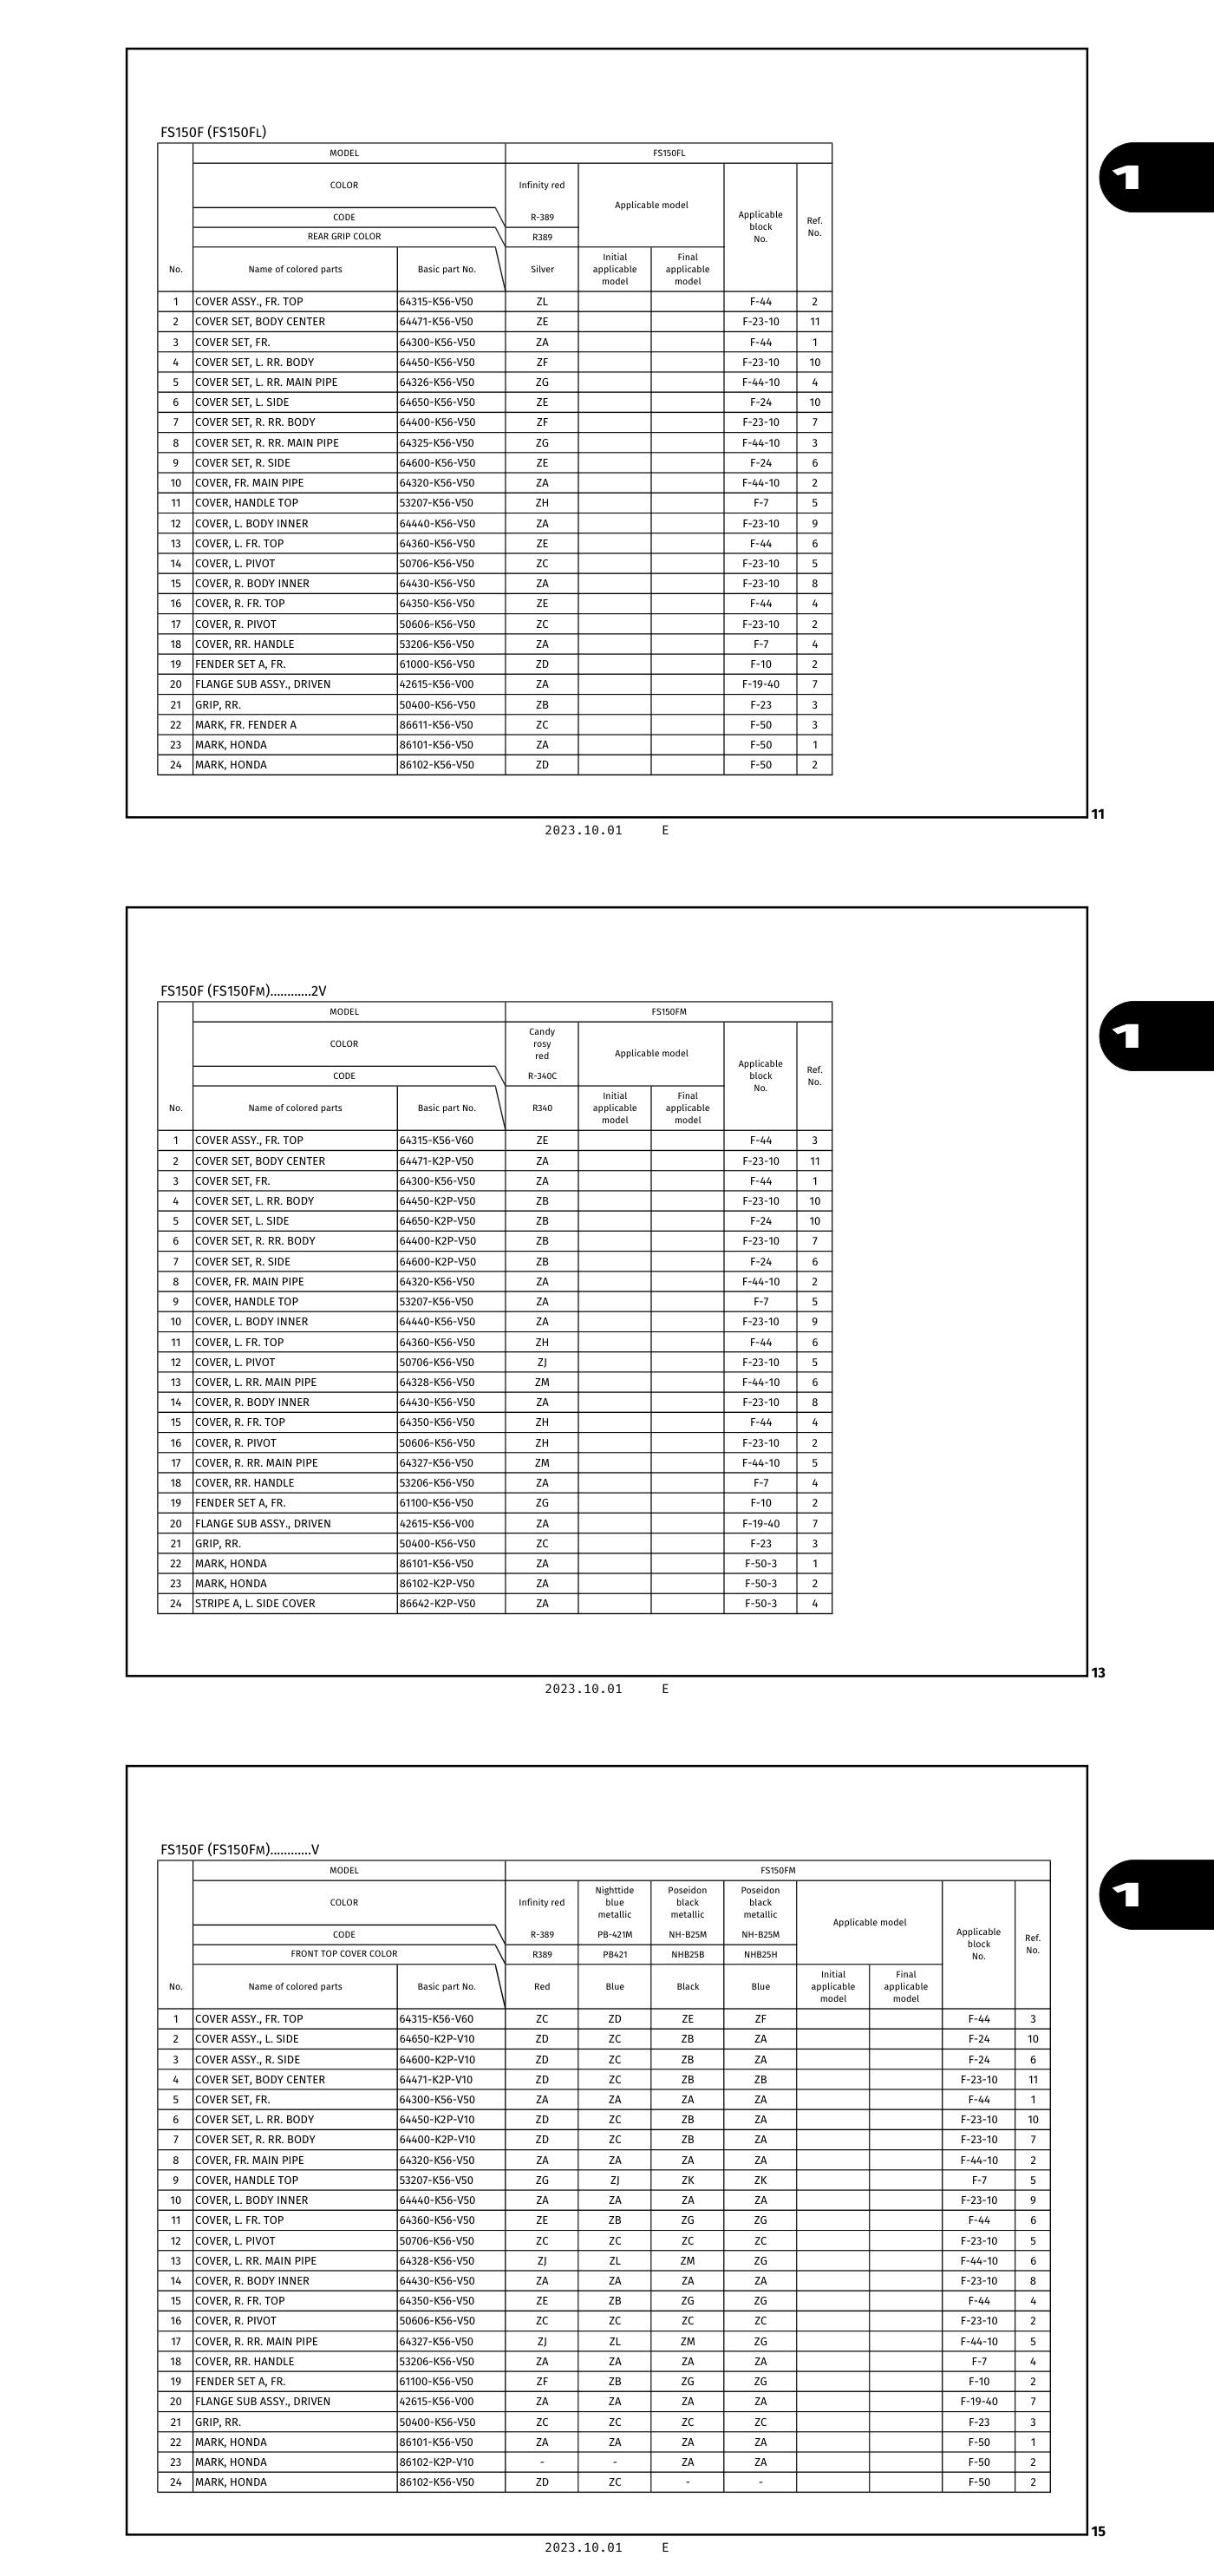 FS150F (FS150FL)
MODEL FS150FL
COLOR Infinity red Applicable model Applicable block No. Ref. No.
CODE R-389
REAR GRIP COLOR R389
No. Name of colored parts Basic part No. Silver Initial applicable model Final applicable model
1 COVER ASSY., FR. TOP 64315-K56-V50 ZL F-44 2
2 COVER SET, BODY CENTER 64471-K56-V50 ZE F-23-10 11
3 COVER SET, FR. 64300-K56-V50 ZA F-44 1
4 COVER SET, L. RR. BODY 64450-K56-V50 ZF F-23-10 10
5 COVER SET, L. RR. MAIN PIPE 64326-K56-V50 ZG F-44-10 4
6 COVER SET, L. SIDE 64650-K56-V50 ZE F-24 10
7 COVER SET, R. RR. BODY 64400-K56-V50 ZF F-23-10 7
8 COVER SET, R. RR. MAIN PIPE 64325-K56-V50 ZG F-44-10 3
9 COVER SET, R. SIDE 64600-K56-V50 ZE F-24 6
10 COVER, FR. MAIN PIPE 64320-K56-V50 ZA F-44-10 2
11 COVER, HANDLE TOP 53207-K56-V50 ZH F-7 5
12 COVER, L. BODY INNER 64440-K56-V50 ZA F-23-10 9
13 COVER, L. FR. TOP 64360-K56-V50 ZE F-44 6
14 COVER, L. PIVOT 50706-K56-V50 ZC F-23-10 5
15 COVER, R. BODY INNER 64430-K56-V50 ZA F-23-10 8
16 COVER, R. FR. TOP 64350-K56-V50 ZE F-44 4
17 COVER, R. PIVOT 50606-K56-V50 ZC F-23-10 2
18 COVER, RR. HANDLE 53206-K56-V50 ZA F-7 4
19 FENDER SET A, FR. 61000-K56-V50 ZD F-10 2
20 FLANGE SUB ASSY., DRIVEN 42615-K56-V00 ZA F-19-40 7
21 GRIP, RR. 50400-K56-V50 ZB F-23 3
22 MARK, FR. FENDER A 86611-K56-V50 ZC F-50 3
23 MARK, HONDA 86101-K56-V50 ZA F-50 1
24 MARK, HONDA 86102-K56-V50 ZD F-50 2
1
11
2023.10.01 E
FS150F (FS150FM)............2V
MODEL FS150FM
COLOR Candy rosy red Applicable model Applicable block No. Ref. No.
CODE R-340C
No. Name of colored parts Basic part No. R340 Initial applicable model Final applicable model
1 COVER ASSY., FR. TOP 64315-K56-V60 ZE F-44 3
2 COVER SET, BODY CENTER 64471-K2P-V50 ZA F-23-10 11
3 COVER SET, FR. 64300-K56-V50 ZA F-44 1
4 COVER SET, L. RR. BODY 64450-K2P-V50 ZB F-23-10 10
5 COVER SET, L. SIDE 64650-K2P-V50 ZB F-24 10
6 COVER SET, R. RR. BODY 64400-K2P-V50 ZB F-23-10 7
7 COVER SET, R. SIDE 64600-K2P-V50 ZB F-24 6
8 COVER, FR. MAIN PIPE 64320-K56-V50 ZA F-44-10 2
9 COVER, HANDLE TOP 53207-K56-V50 ZA F-7 5
10 COVER, L. BODY INNER 64440-K56-V50 ZA F-23-10 9
11 COVER, L. FR. TOP 64360-K56-V50 ZH F-44 6
12 COVER, L. PIVOT 50706-K56-V50 ZJ F-23-10 5
13 COVER, L. RR. MAIN PIPE 64328-K56-V50 ZM F-44-10 6
14 COVER, R. BODY INNER 64430-K56-V50 ZA F-23-10 8
15 COVER, R. FR. TOP 64350-K56-V50 ZH F-44 4
16 COVER, R. PIVOT 50606-K56-V50 ZH F-23-10 2
17 COVER, R. RR. MAIN PIPE 64327-K56-V50 ZM F-44-10 5
18 COVER, RR. HANDLE 53206-K56-V50 ZA F-7 4
19 FENDER SET A, FR. 61100-K56-V50 ZG F-10 2
20 FLANGE SUB ASSY., DRIVEN 42615-K56-V00 ZA F-19-40 7
21 GRIP, RR. 50400-K56-V50 ZC F-23 3
22 MARK, HONDA 86101-K56-V50 ZA F-50-3 1
23 MARK, HONDA 86102-K2P-V50 ZA F-50-3 2
24 STRIPE A, L. SIDE COVER 86642-K2P-V50 ZA F-50-3 4
1
13
2023.10.01 E
FS150F (FS150FM)............V
MODEL FS150FM
COLOR Infinity red Nighttide blue metallic Poseidon black metallic Poseidon black metallic Applicable model Applicable block No. Ref. No.
CODE R-389 PB-421M NH-B25M NH-B25M
FRONT TOP COVER COLOR R389 PB421 NHB25B NHB25H
No. Name of colored parts Basic part No. Red Blue Black Blue Initial applicable model Final applicable model
1 COVER ASSY., FR. TOP 64315-K56-V60 ZC ZD ZE ZF F-44 3
2 COVER ASSY., L. SIDE 64650-K2P-V10 ZD ZC ZB ZA F-24 10
3 COVER ASSY., R. SIDE 64600-K2P-V10 ZD ZC ZB ZA F-24 6
4 COVER SET, BODY CENTER 64471-K2P-V10 ZD ZC ZB ZB F-23-10 11
5 COVER SET, FR. 64300-K56-V50 ZA ZA ZA ZA F-44 1
6 COVER SET, L. RR. BODY 64450-K2P-V10 ZD ZC ZB ZA F-23-10 10
7 COVER SET, R. RR. BODY 64400-K2P-V10 ZD ZC ZB ZA F-23-10 7
8 COVER, FR. MAIN PIPE 64320-K56-V50 ZA ZA ZA ZA F-44-10 2
9 COVER, HANDLE TOP 53207-K56-V50 ZG ZJ ZK ZK F-7 5
10 COVER, L. BODY INNER 64440-K56-V50 ZA ZA ZA ZA F-23-10 9
11 COVER, L. FR. TOP 64360-K56-V50 ZE ZB ZG ZG F-44 6
12 COVER, L. PIVOT 50706-K56-V50 ZC ZC ZC ZC F-23-10 5
13 COVER, L. RR. MAIN PIPE 64328-K56-V50 ZJ ZL ZM ZG F-44-10 6
14 COVER, R. BODY INNER 64430-K56-V50 ZA ZA ZA ZA F-23-10 8
15 COVER, R. FR. TOP 64350-K56-V50 ZE ZB ZG ZG F-44 4
16 COVER, R. PIVOT 50606-K56-V50 ZC ZC ZC ZC F-23-10 2
17 COVER, R. RR. MAIN PIPE 64327-K56-V50 ZJ ZL ZM ZG F-44-10 5
18 COVER, RR. HANDLE 53206-K56-V50 ZA ZA ZA ZA F-7 4
19 FENDER SET A, FR. 61100-K56-V50 ZF ZB ZG ZG F-10 2
20 FLANGE SUB ASSY., DRIVEN 42615-K56-V00 ZA ZA ZA ZA F-19-40 7
21 GRIP, RR. 50400-K56-V50 ZC ZC ZC ZC F-23 3
22 MARK, HONDA 86101-K56-V50 ZA ZA ZA ZA F-50 1
23 MARK, HONDA 86102-K2P-V10 - - ZA ZA F-50 2
24 MARK, HONDA 86102-K56-V50 ZD ZC - - F-50 2
1
15
2023.10.01 E